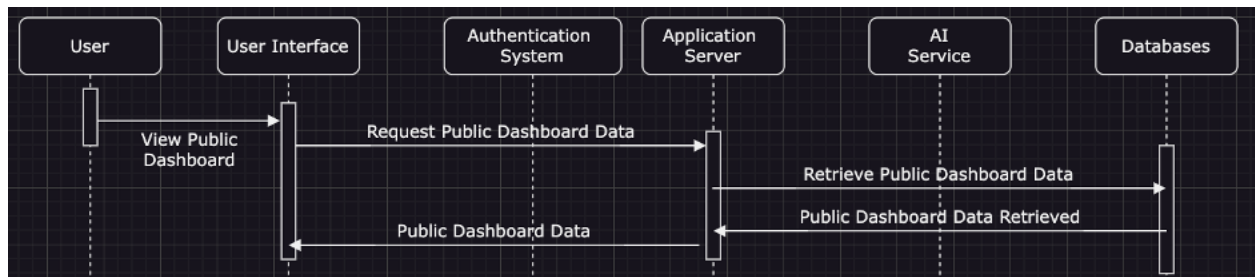 User
User Interface
Authentication
System
Application
Server
AI
Service
Databases
View Public
Dashboard
Request Public Dashboard Data
Retrieve Public Dashboard Data
Public Dashboard Data Retrieved
Public Dashboard Data